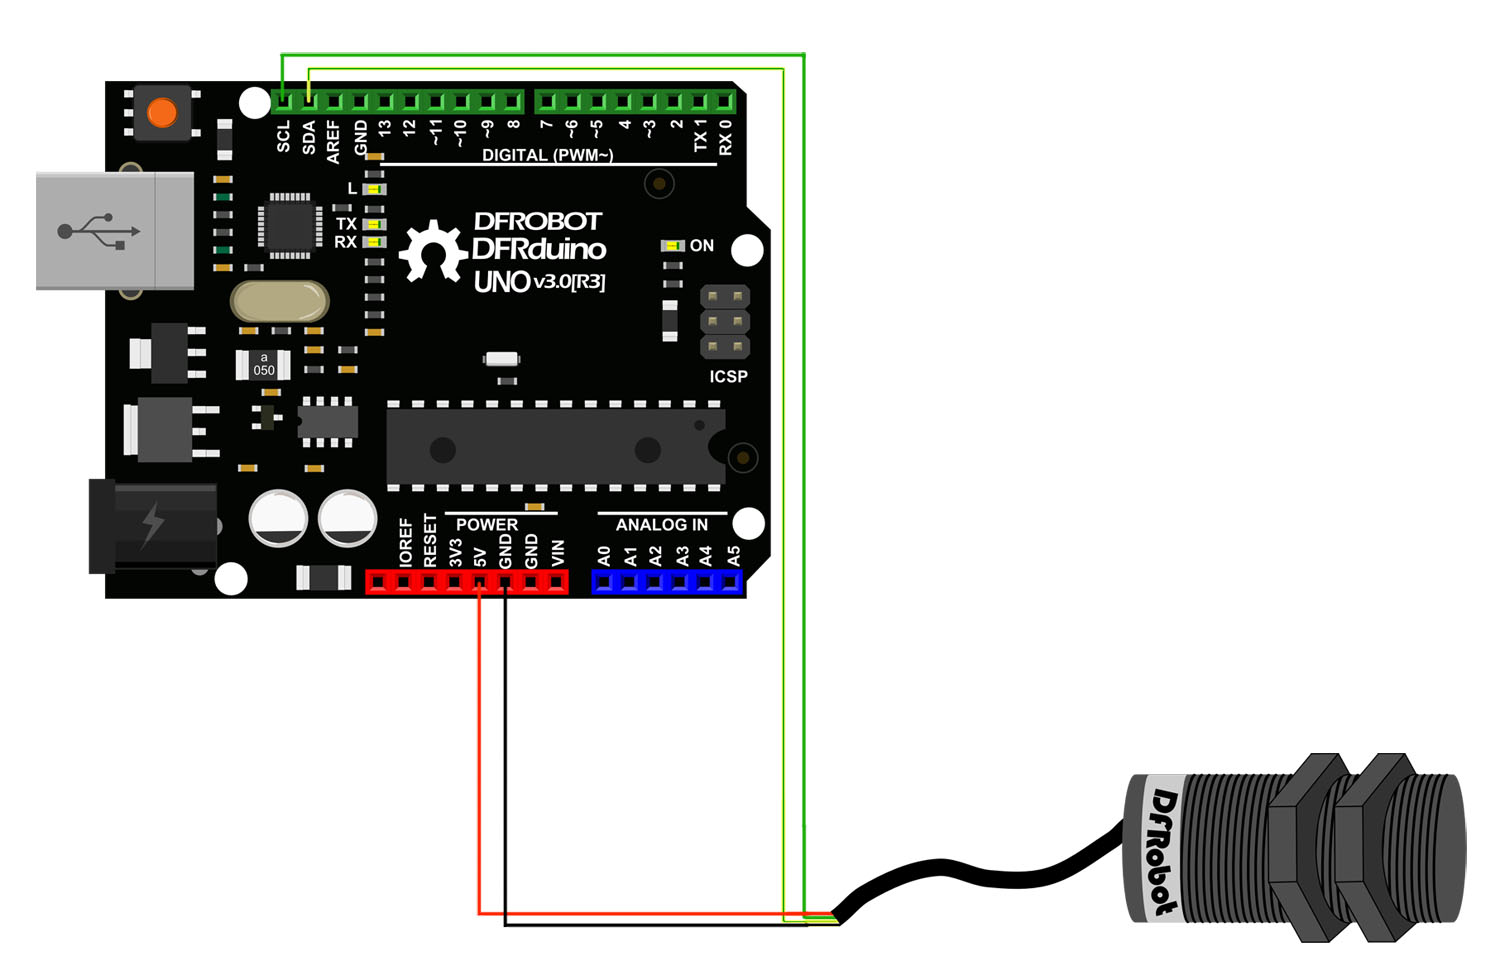 SCL
SDA
AREF
GND
13
12
~11
~10
~9
8
7
~6
~5
4
~3
2
TX 1
RX 0
DIGITAL (PWM~)
L
TX
RX
DFROBOT
DFRduino
UNO v3.0[R3]
ON
ICSP
a
050
POWER
ANALOG IN
IOREF
RESET
3V3
5V
GND
GND
VIN
A0
A1
A2
A3
A4
A5
DFRobot